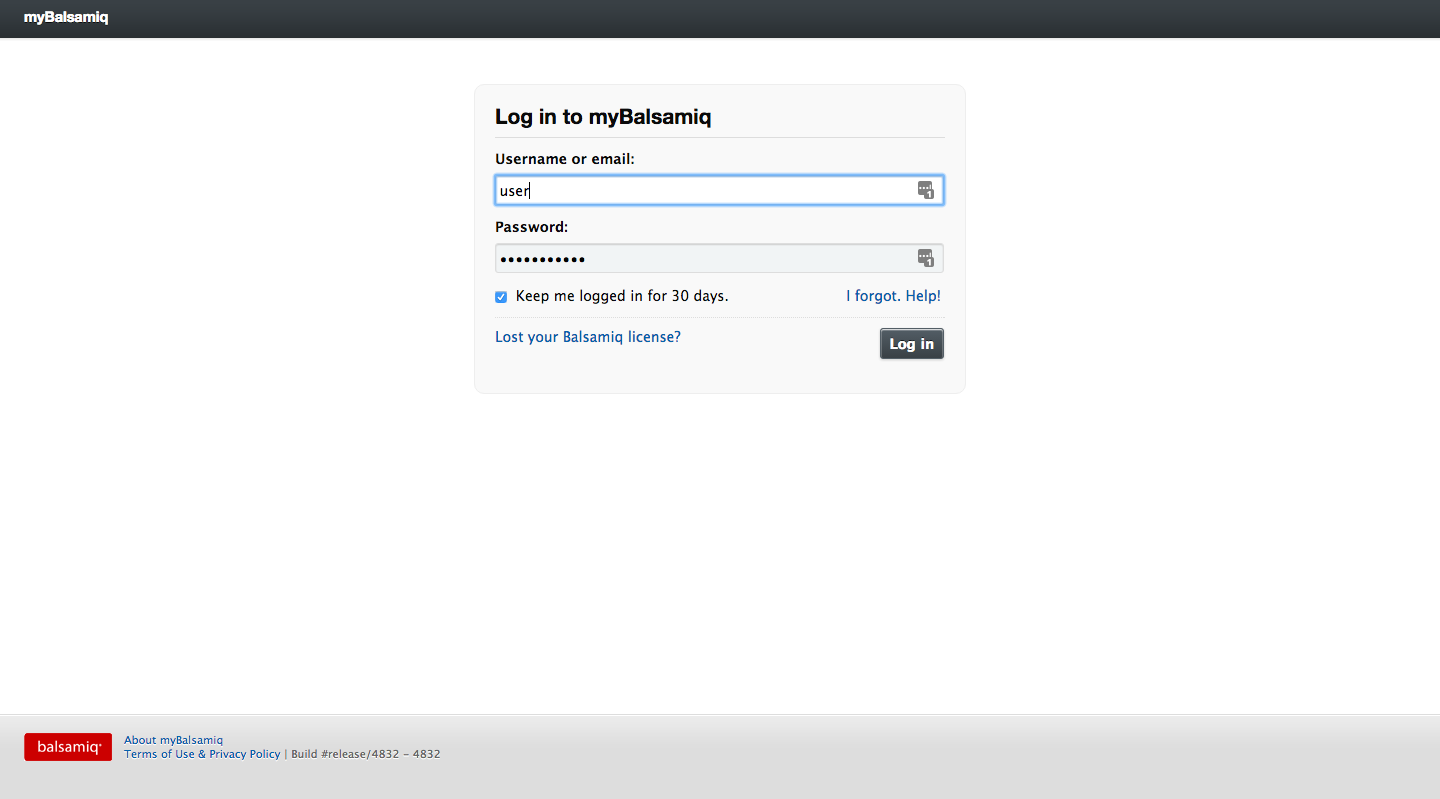 myBalsamiq
Log in to myBalsamiq
Username or email:
user
Password:
•••••••••••
Keep me logged in for 30 days. I forgot. Help!
Lost your Balsamiq license? Log in
balsamiq
About myBalsamiq
Terms of Use & Privacy Policy | Build #release/4832 - 4832